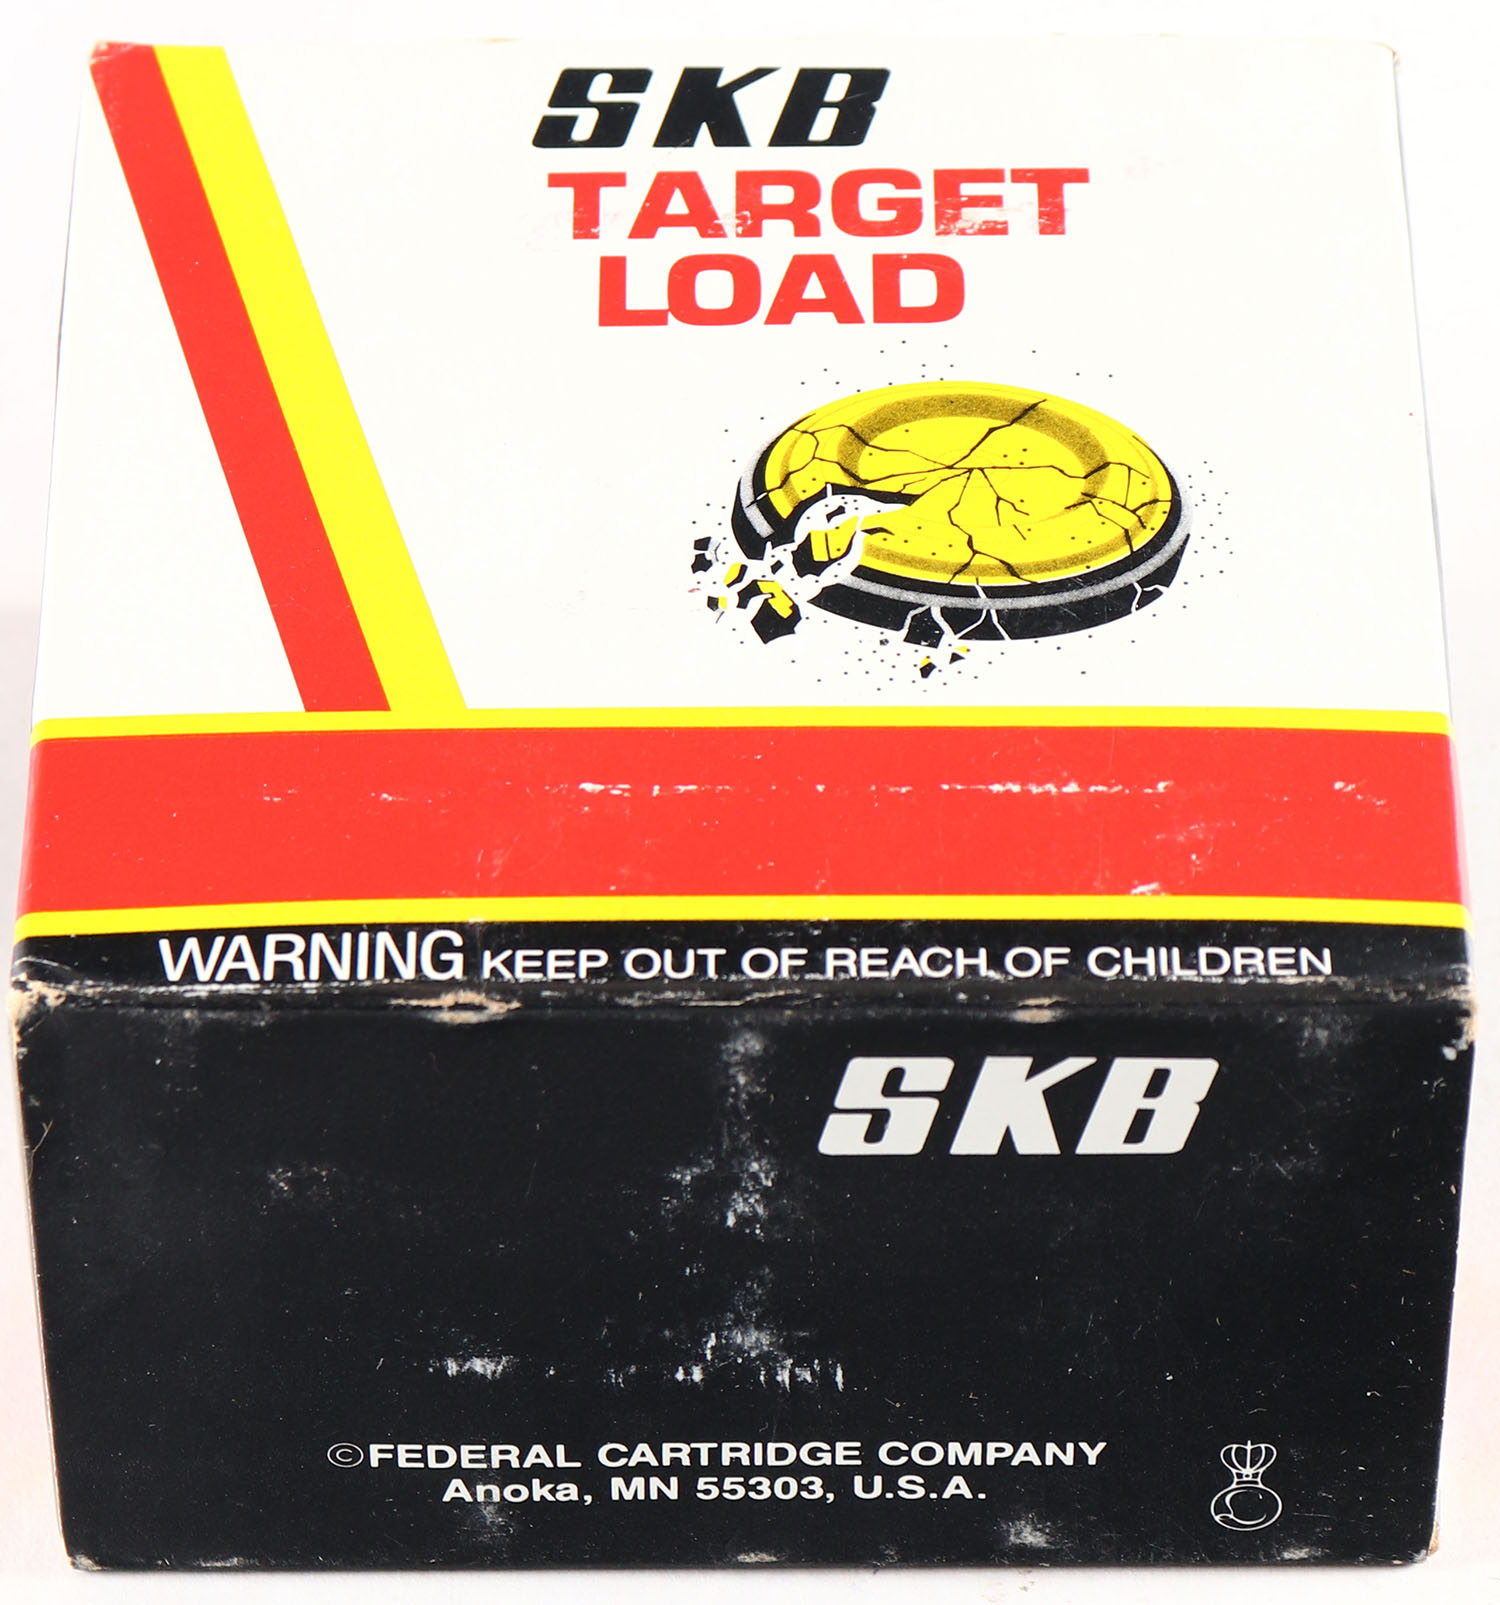 SKB
TARGET
LOAD
WARNING KEEP OUT OF REACH OF CHILDREN
SKB
©FEDERAL CARTRIDGE COMPANY
Anoka, MN 55303, U.S.A.